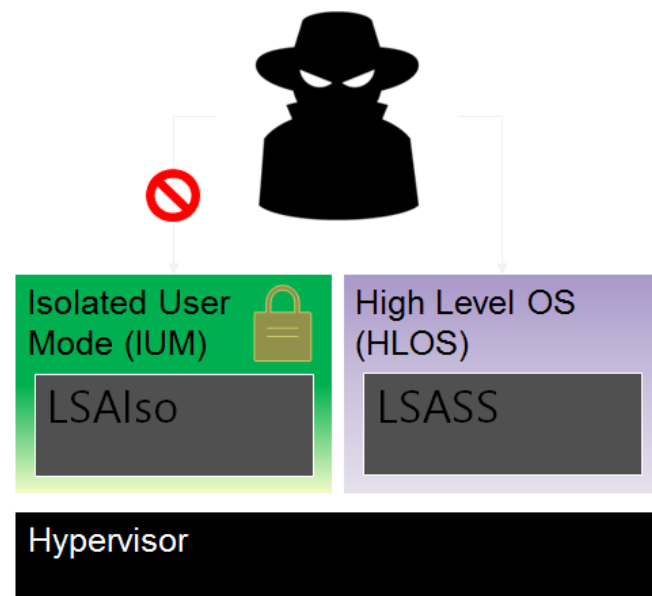 Isolated User
Mode (IUM)
LSAIso
High Level OS
(HLOS)
LSASS
Hypervisor